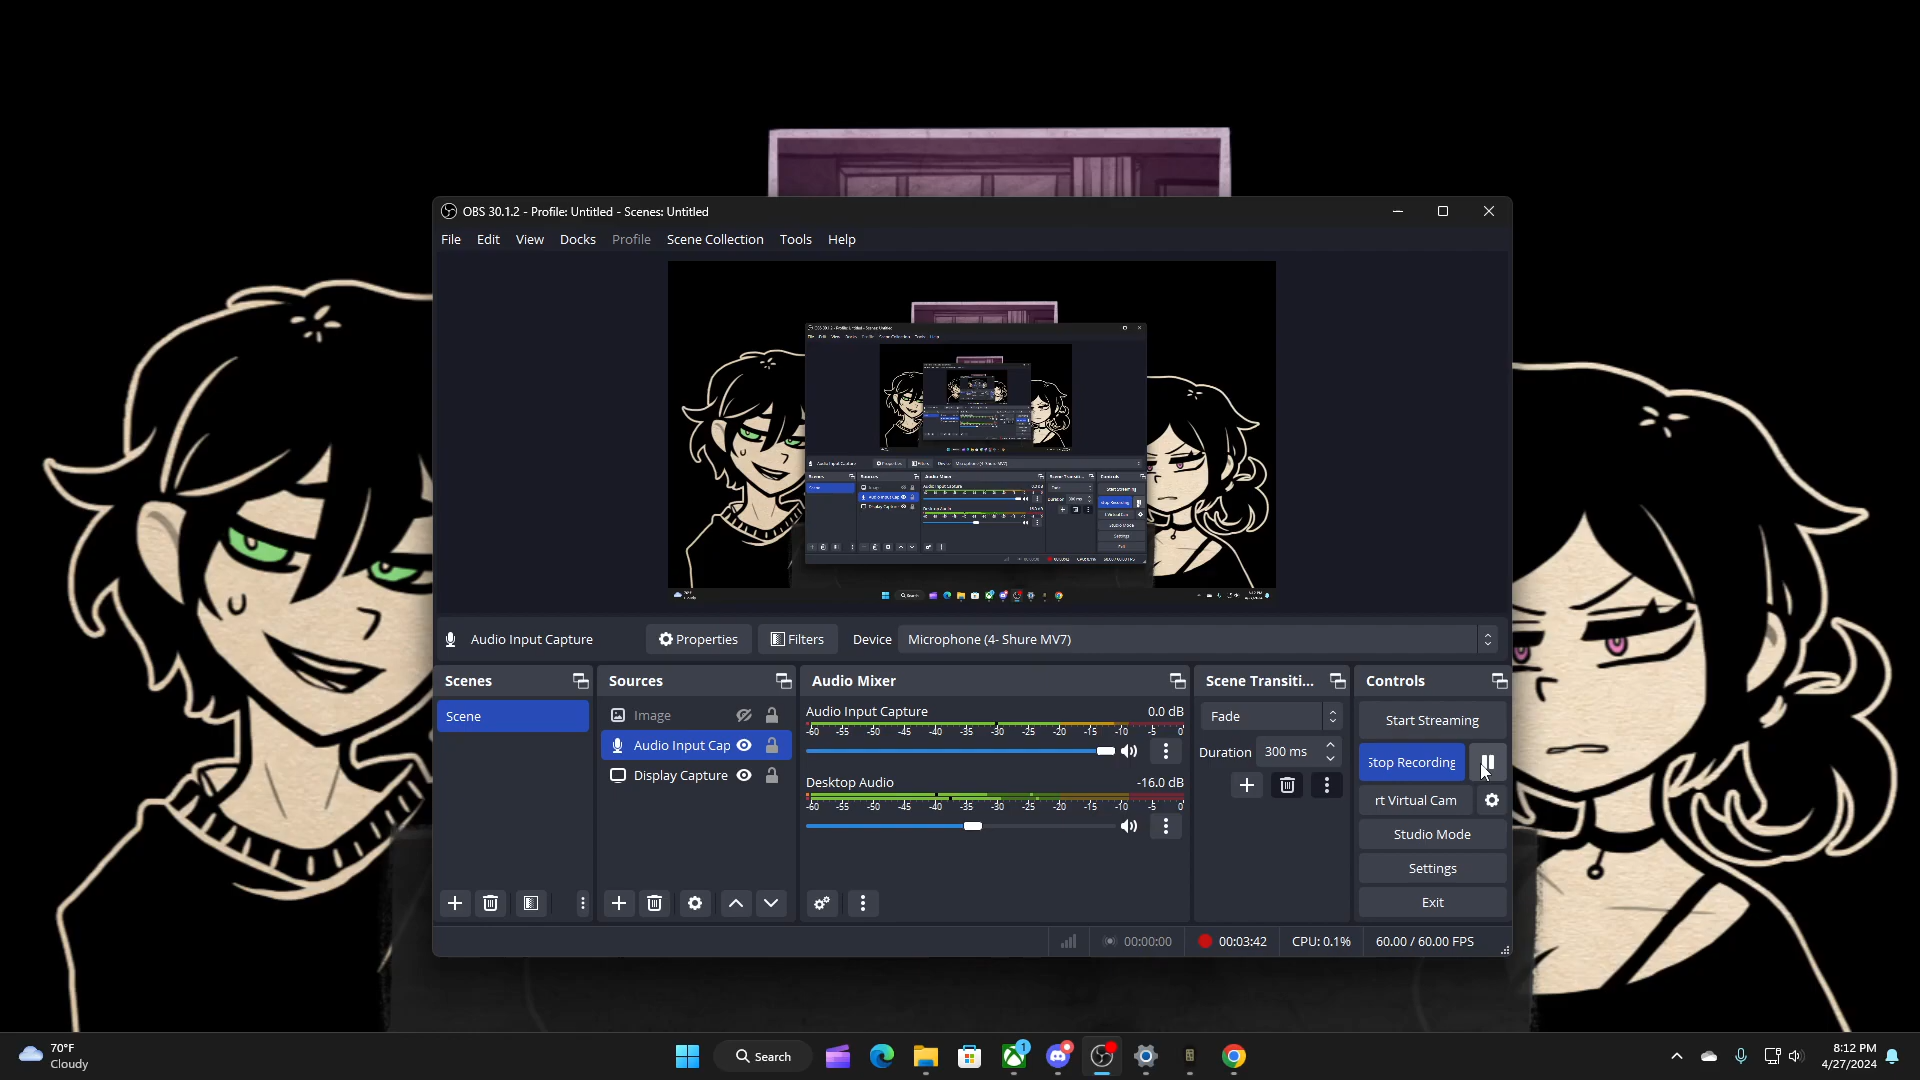 OBS 30.1.2 - Profile: Untitled - Scenes: Untitled
File Edit View Docks Profile Scene Collection Tools Help
Audio Input Capture Properties Filters Device Microphone (4- Shure MV7)
Scenes Sources Audio Mixer Scene Transiti... Controls
Scene
Image
Audio Input Cap
Display Capture
Audio Input Capture 0.0 dB
-60 -55 -50 -45 -40 -35 -30 -25 -20 -15 -10 -5 0
Desktop Audio -16.0 dB
-60 -55 -50 -45 -40 -35 -30 -25 -20 -15 -10 -5 0
Fade
Duration 300 ms
Start Streaming
Stop Recording
rt Virtual Cam
Studio Mode
Settings
Exit
00:00:00 00:03:42 CPU: 0.1% 60.00 / 60.00 FPS
70°F
Cloudy
Search
1
8:12 PM
4/27/2024